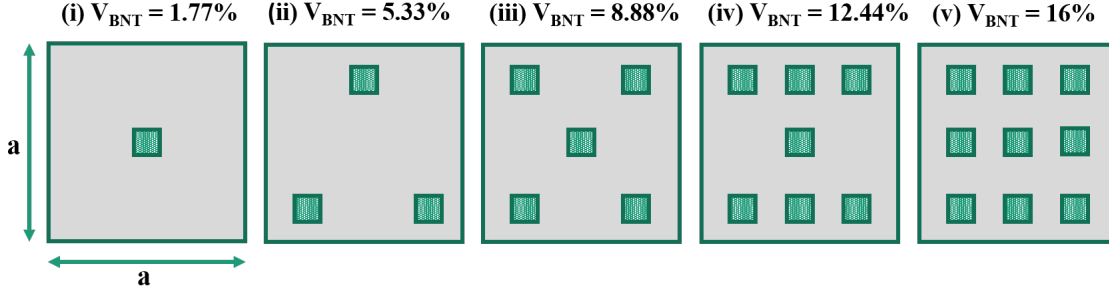 (i) V_BNT = 1.77%
(ii) V_BNT = 5.33%
(iii) V_BNT = 8.88%
(iv) V_BNT = 12.44%
(v) V_BNT = 16%
a
a